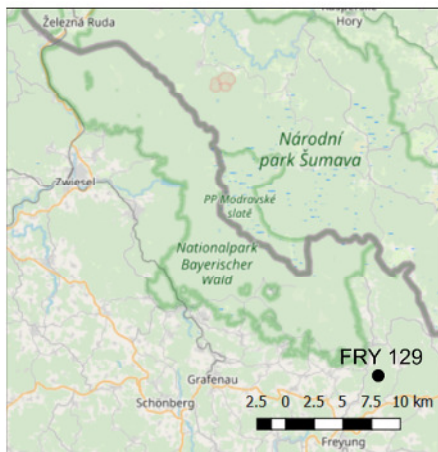 Železná Ruda
Hory
Národní
park Šumava
PP Modravské
slatě
Zwiesel
Nationalpark
Bayerischer
Wald
FRY 129
Grafenau
Schönberg
2.5 0 2.5 5 7.5 10 km
Freyung